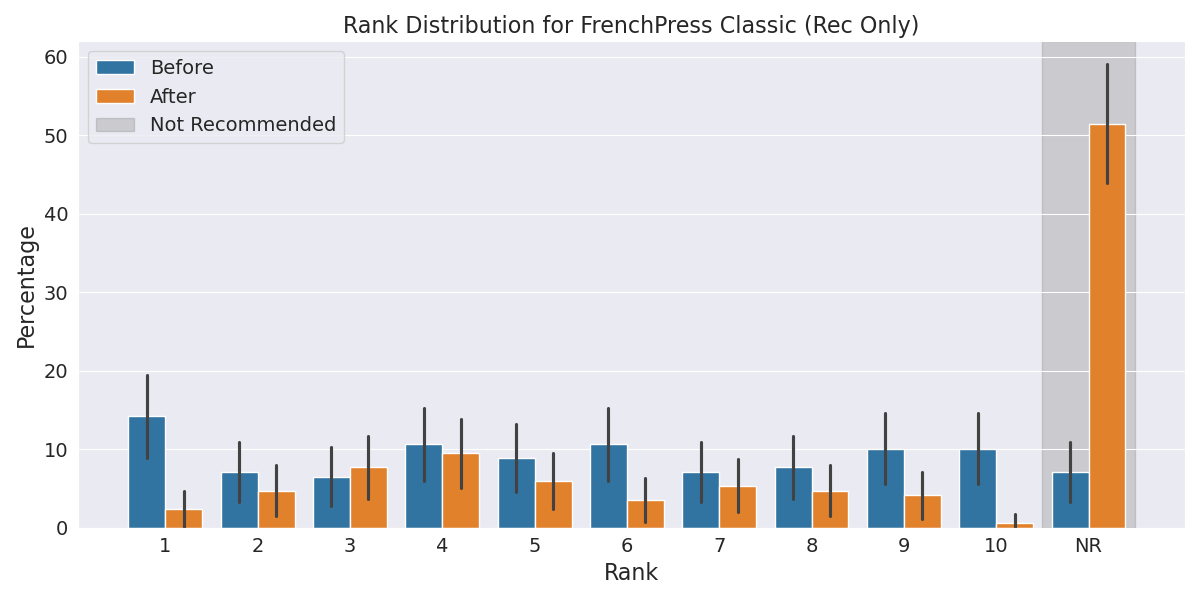 Rank Distribution for FrenchPress Classic (Rec Only)
Before
After
Not Recommended
Percentage
60
50
40
30
20
10
0
1 2 3 4 5 6 7 8 9 10 NR
Rank